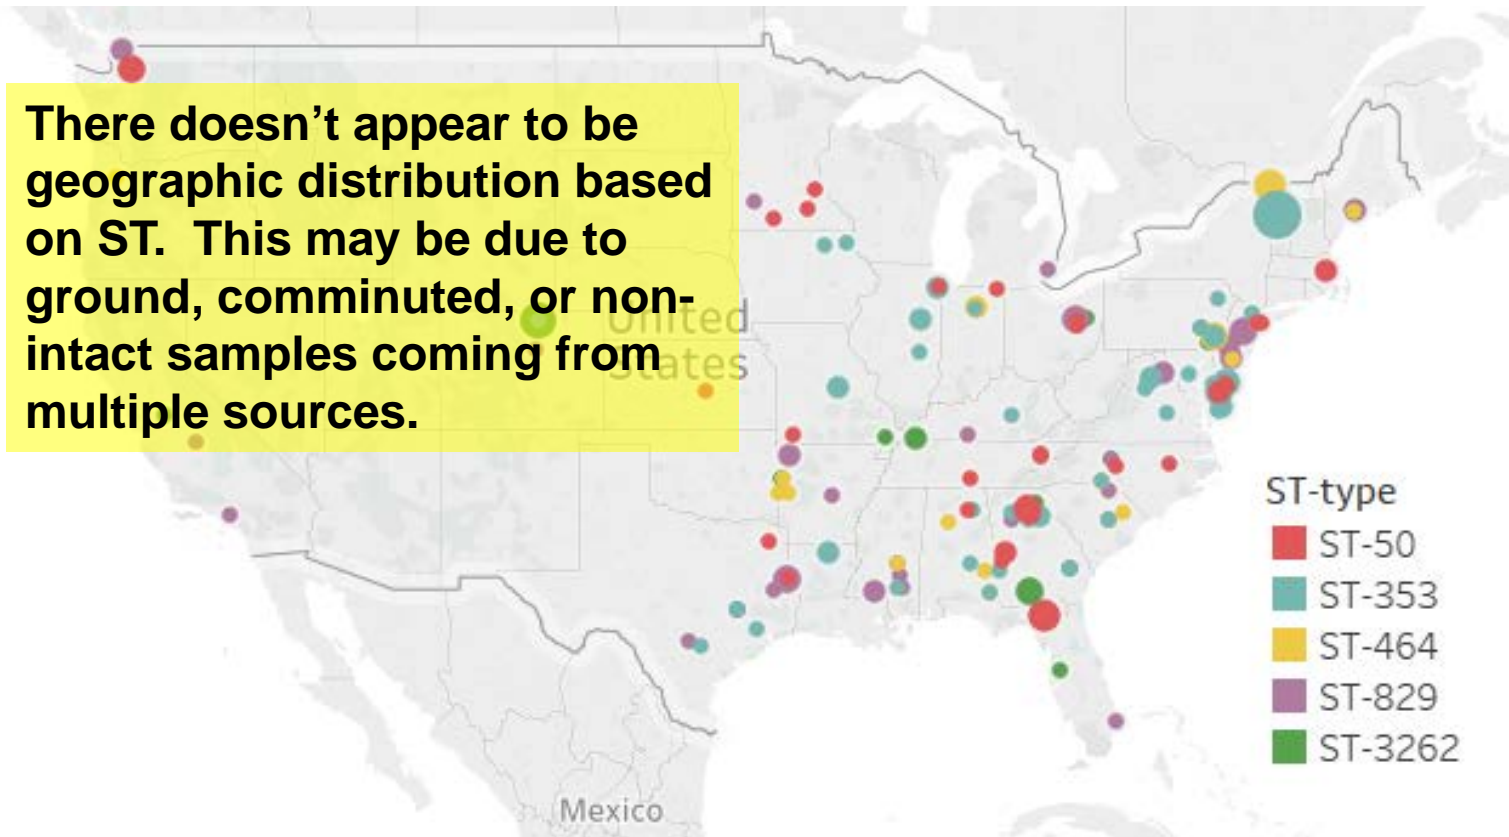 There doesn’t appear to be
geographic distribution based
on ST.  This may be due to
ground, comminuted, or non-
intact samples coming from
multiple sources.
United
States
Mexico
ST-type
ST-50
ST-353
ST-464
ST-829
ST-3262